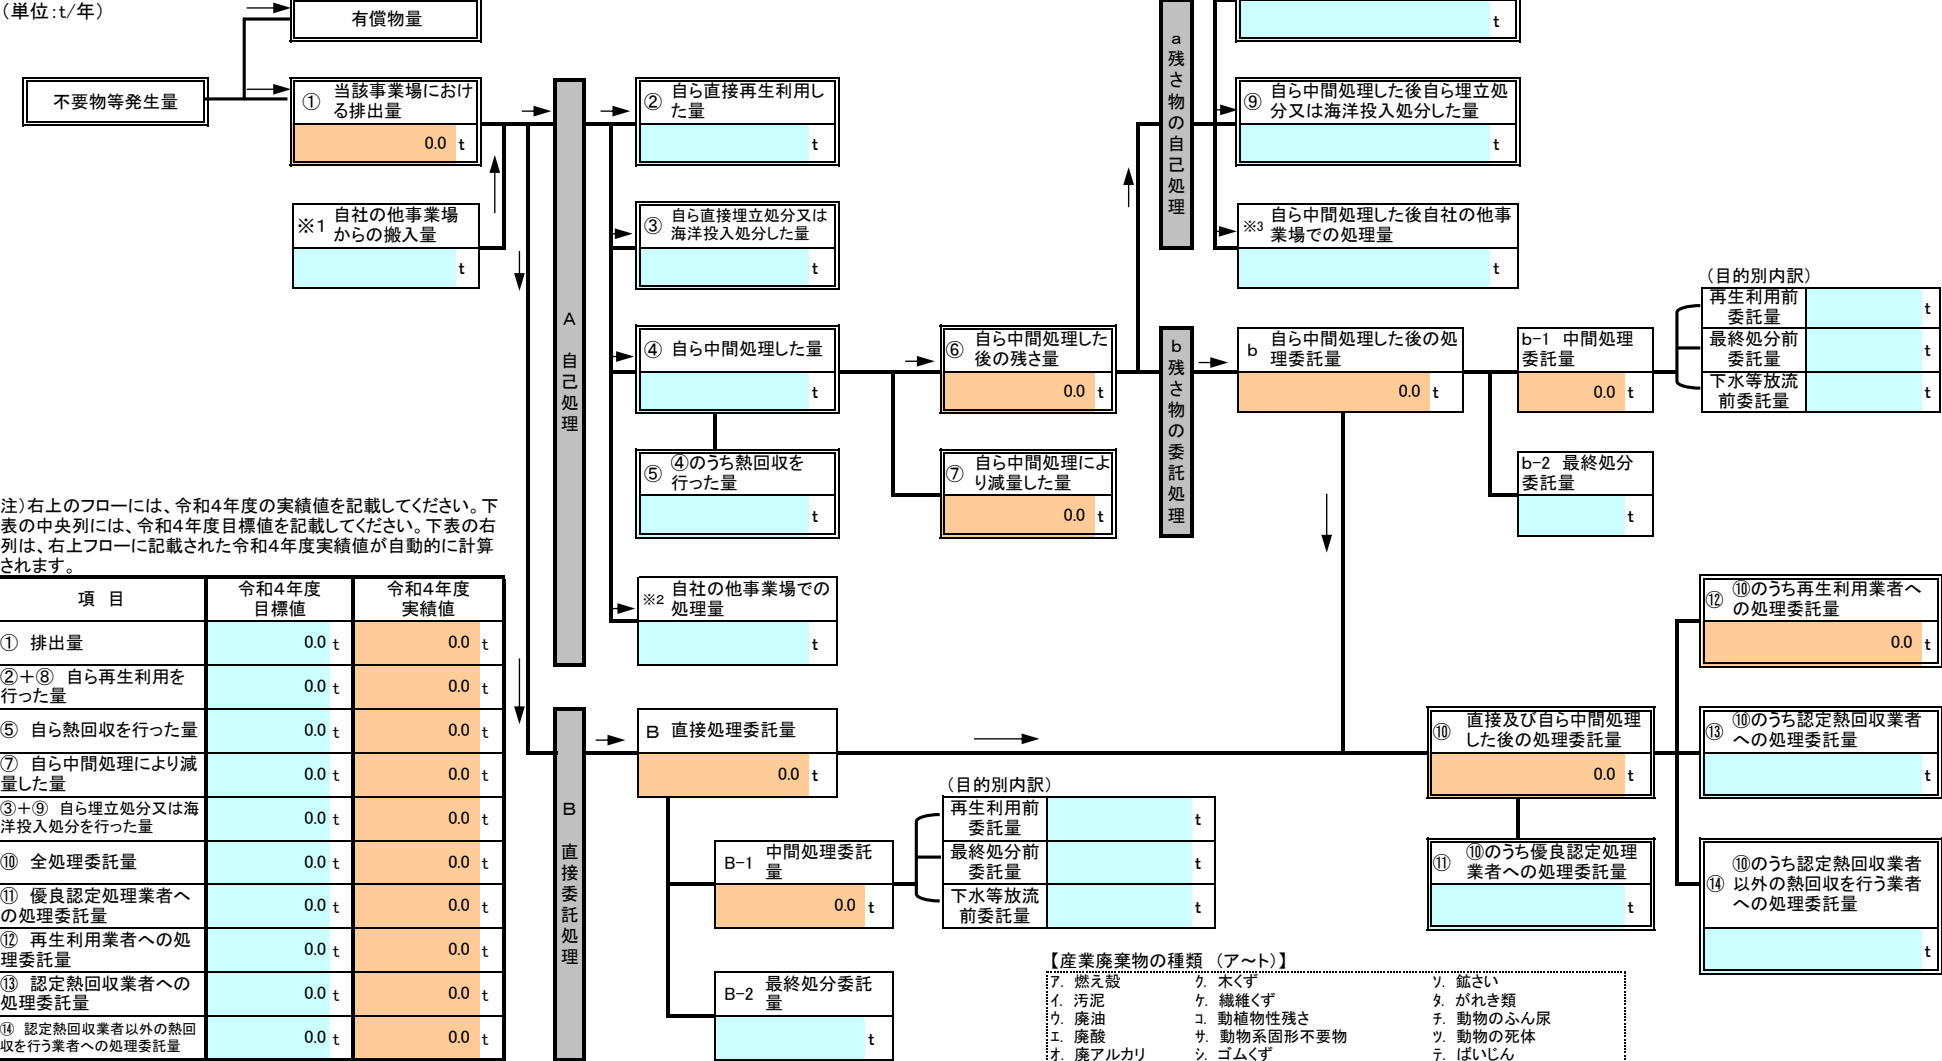 （単位：t/年）
有償物量
不要物等発生量
① 当該事業場におけ
る排出量
0.0 t
※1 自社の他事業場
からの搬入量
t
A
自己処理
② 自ら直接再生利用し
た量
t
③ 自ら直接埋立処分又は
海洋投入処分した量
t
④ 自ら中間処理した量
t
⑤ ④のうち熱回収を
行った量
t
※2 自社の他事業場での
処理量
t
⑥ 自ら中間処理した
後の残さ量
0.0 t
⑦ 自ら中間処理によ
り減量した量
0.0 t
a
残さ物の自己処理
t
⑨ 自ら中間処理した後自ら埋立処
分又は海洋投入処分した量
t
※3 自ら中間処理した後自社の他事
業場での処理量
t
b
残さ物の委託処理
b 自ら中間処理した後の処
理委託量
0.0 t
b-1 中間処理
委託量
0.0 t
b-2 最終処分
委託量
t
（目的別内訳）
再生利用前
委託量
t
最終処分前
委託量
t
下水等放流
前委託量
t
注）右上のフローには、令和４年度の実績値を記載してください。下
表の中央列には、令和４年度目標値を記載してください。下表の右
列は、右上フローに記載された令和４年度実績値が自動的に計算
されます。
項 目
令和４年度
目標値
令和４年度
実績値
① 排出量 0.0 t 0.0 t
②＋⑧ 自ら再生利用を
行った量 0.0 t 0.0 t
⑤ 自ら熱回収を行った量 0.0 t 0.0 t
⑦ 自ら中間処理により減
量した量 0.0 t 0.0 t
③＋⑨ 自ら埋立処分又は海
洋投入処分を行った量 0.0 t 0.0 t
⑩ 全処理委託量 0.0 t 0.0 t
⑪ 優良認定処理業者へ
の処理委託量 0.0 t 0.0 t
⑫ 再生利用業者への処
理委託量 0.0 t 0.0 t
⑬ 認定熱回収業者への
処理委託量 0.0 t 0.0 t
⑭ 認定熱回収業者以外の熱回
収を行う業者への処理委託量 0.0 t 0.0 t
B
直接委託処理
B 直接処理委託量
0.0 t
B-1 中間処理委託
量
0.0 t
B-2 最終処分委託
量
t
（目的別内訳）
再生利用前
委託量
t
最終処分前
委託量
t
下水等放流
前委託量
t
⑩ 直接及び自ら中間処理
した後の処理委託量
0.0 t
⑪ ⑩のうち優良認定処理
業者への処理委託量
t
⑫ ⑩のうち再生利用業者へ
の処理委託量
0.0 t
⑬ ⑩のうち認定熱回収業者
への処理委託量
t
⑭ ⑩のうち認定熱回収業者
以外の熱回収を行う業者
への処理委託量
t
【産業廃棄物の種類 （ア～ト）】
ア. 燃え殻 ク. 木くず ソ. 鉱さい
イ. 汚泥 ケ. 繊維くず タ. がれき類
ウ. 廃油 コ. 動植物性残さ チ. 動物のふん尿
エ. 廃酸 サ. 動物系固形不要物 ツ. 動物の死体
オ. 廃アルカリ シ. ゴムくず テ. ばいじん